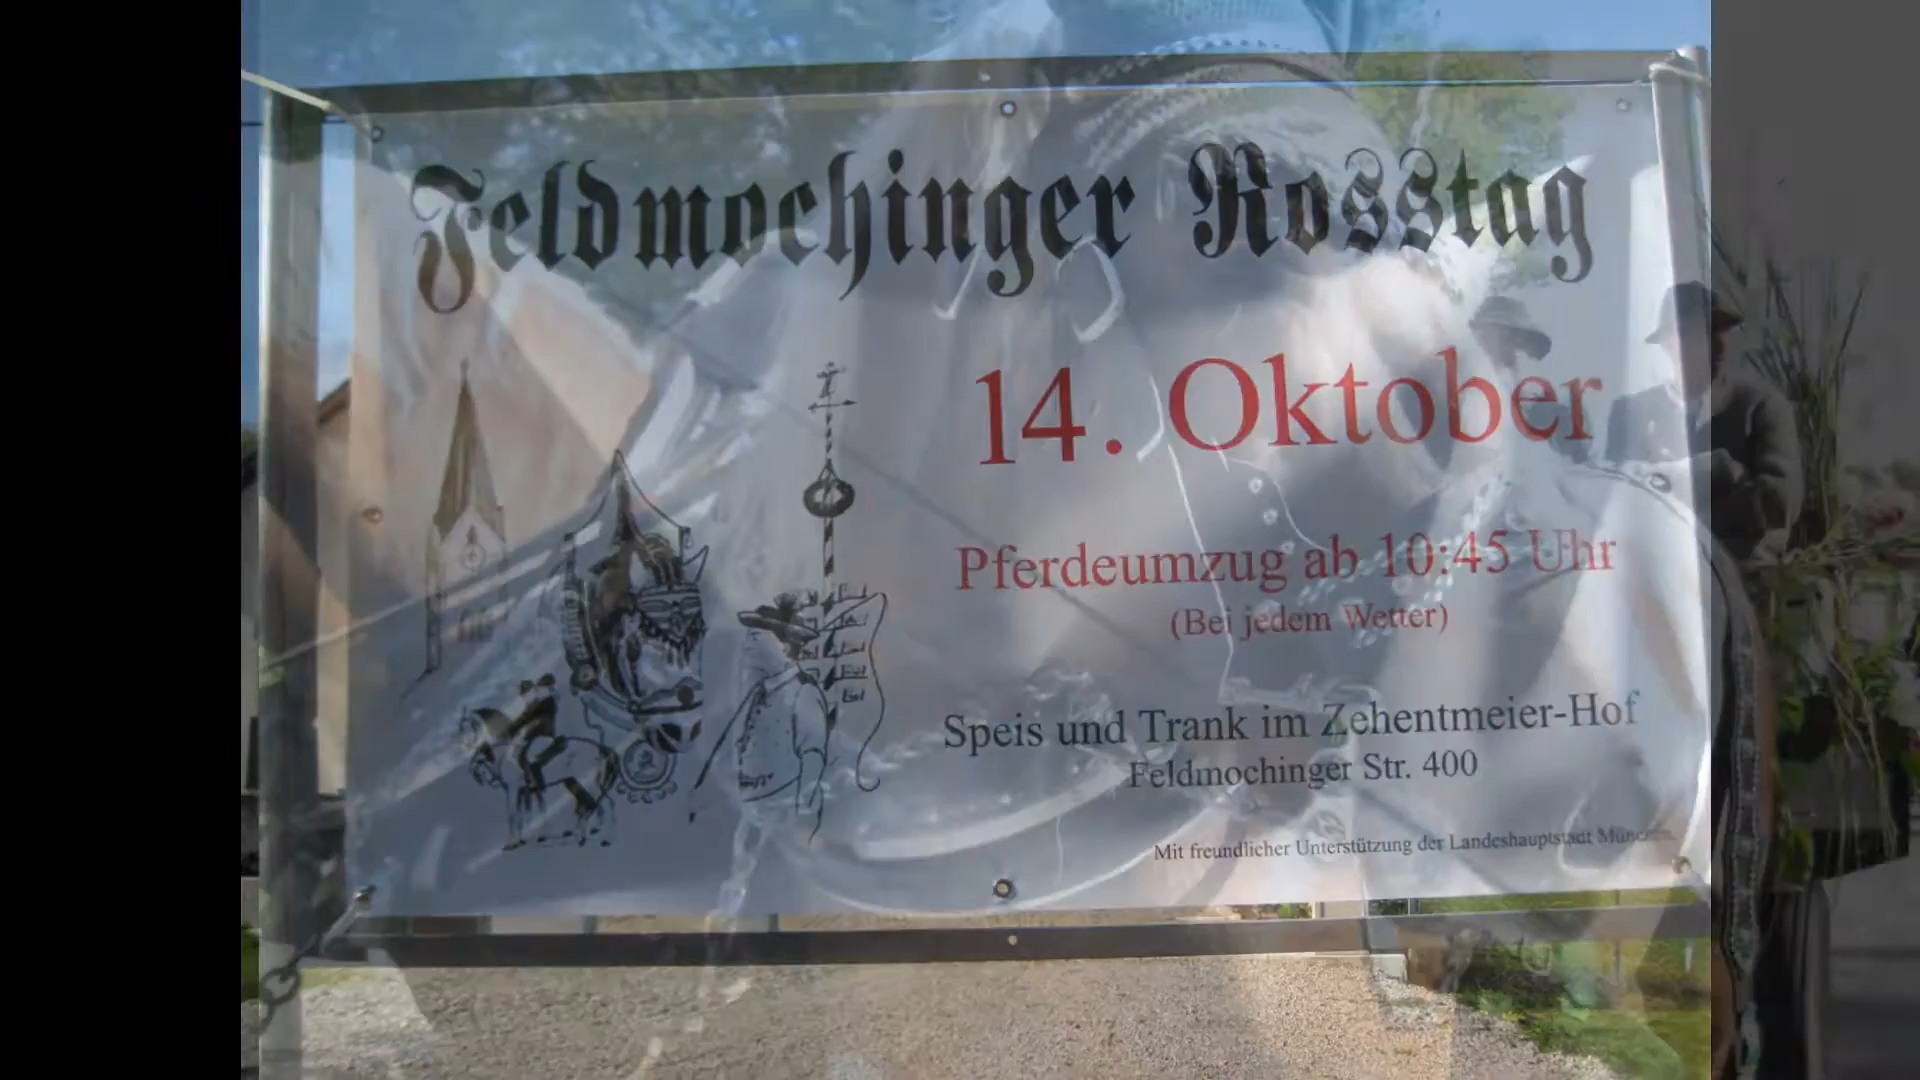 Feldmochinger Rosstag
14. Oktober
Pferdeumzug ab 10:45 Uhr
(Bei jedem Wetter)
Speis und Trank im Zehentmeier-Hof
Feldmochinger Str. 400
Mit freundlicher Unterstützung der Landeshauptstadt München